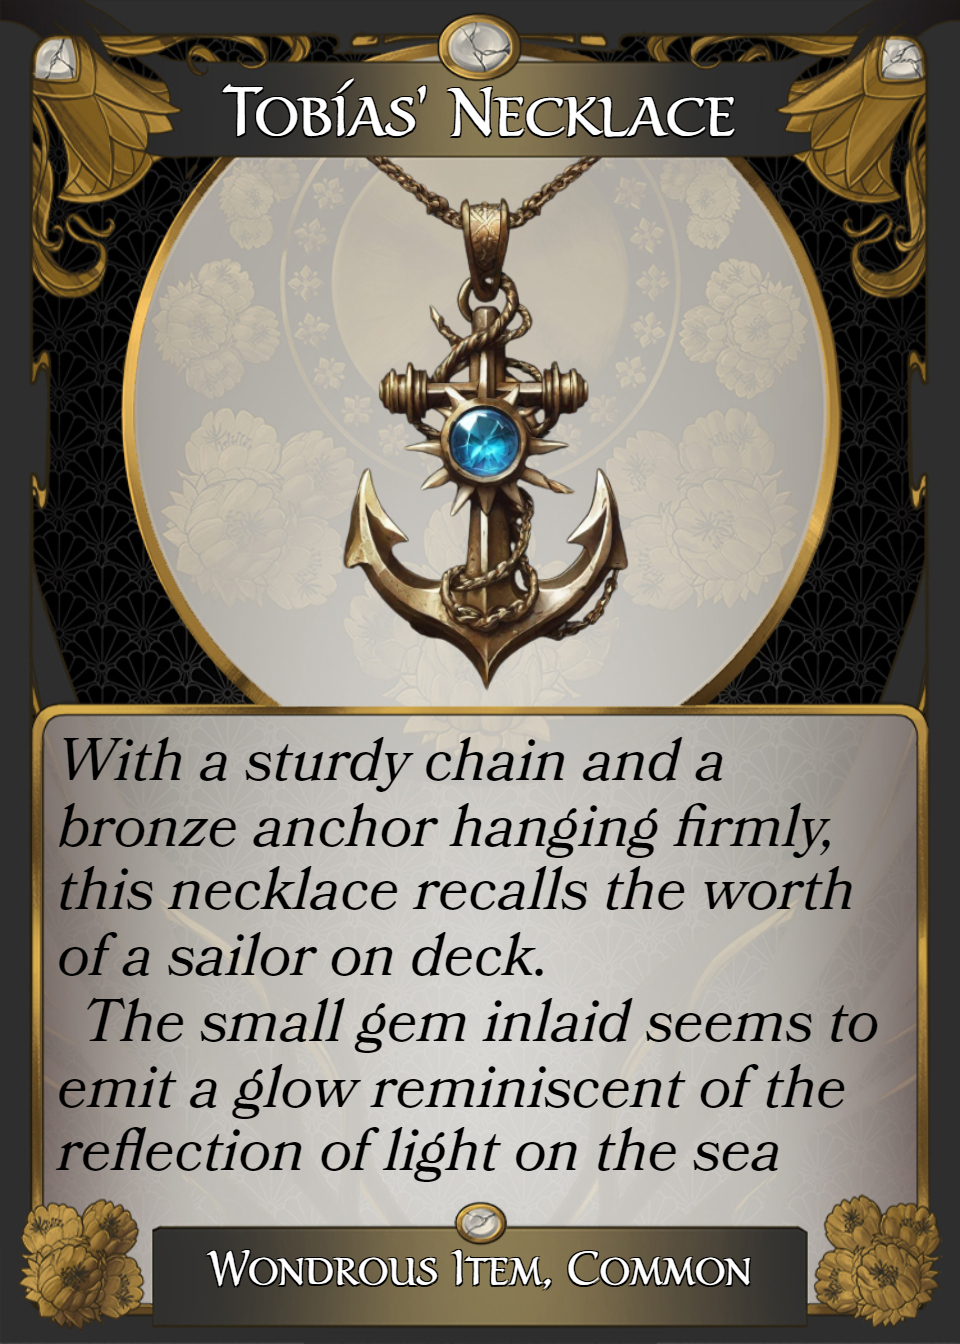 Tobías' Necklace
With a sturdy chain and a
bronze anchor hanging firmly,
this necklace recalls the worth
of a sailor on deck.
The small gem inlaid seems to
emit a glow reminiscent of the
reflection of light on the sea
Wondrous Item, Common